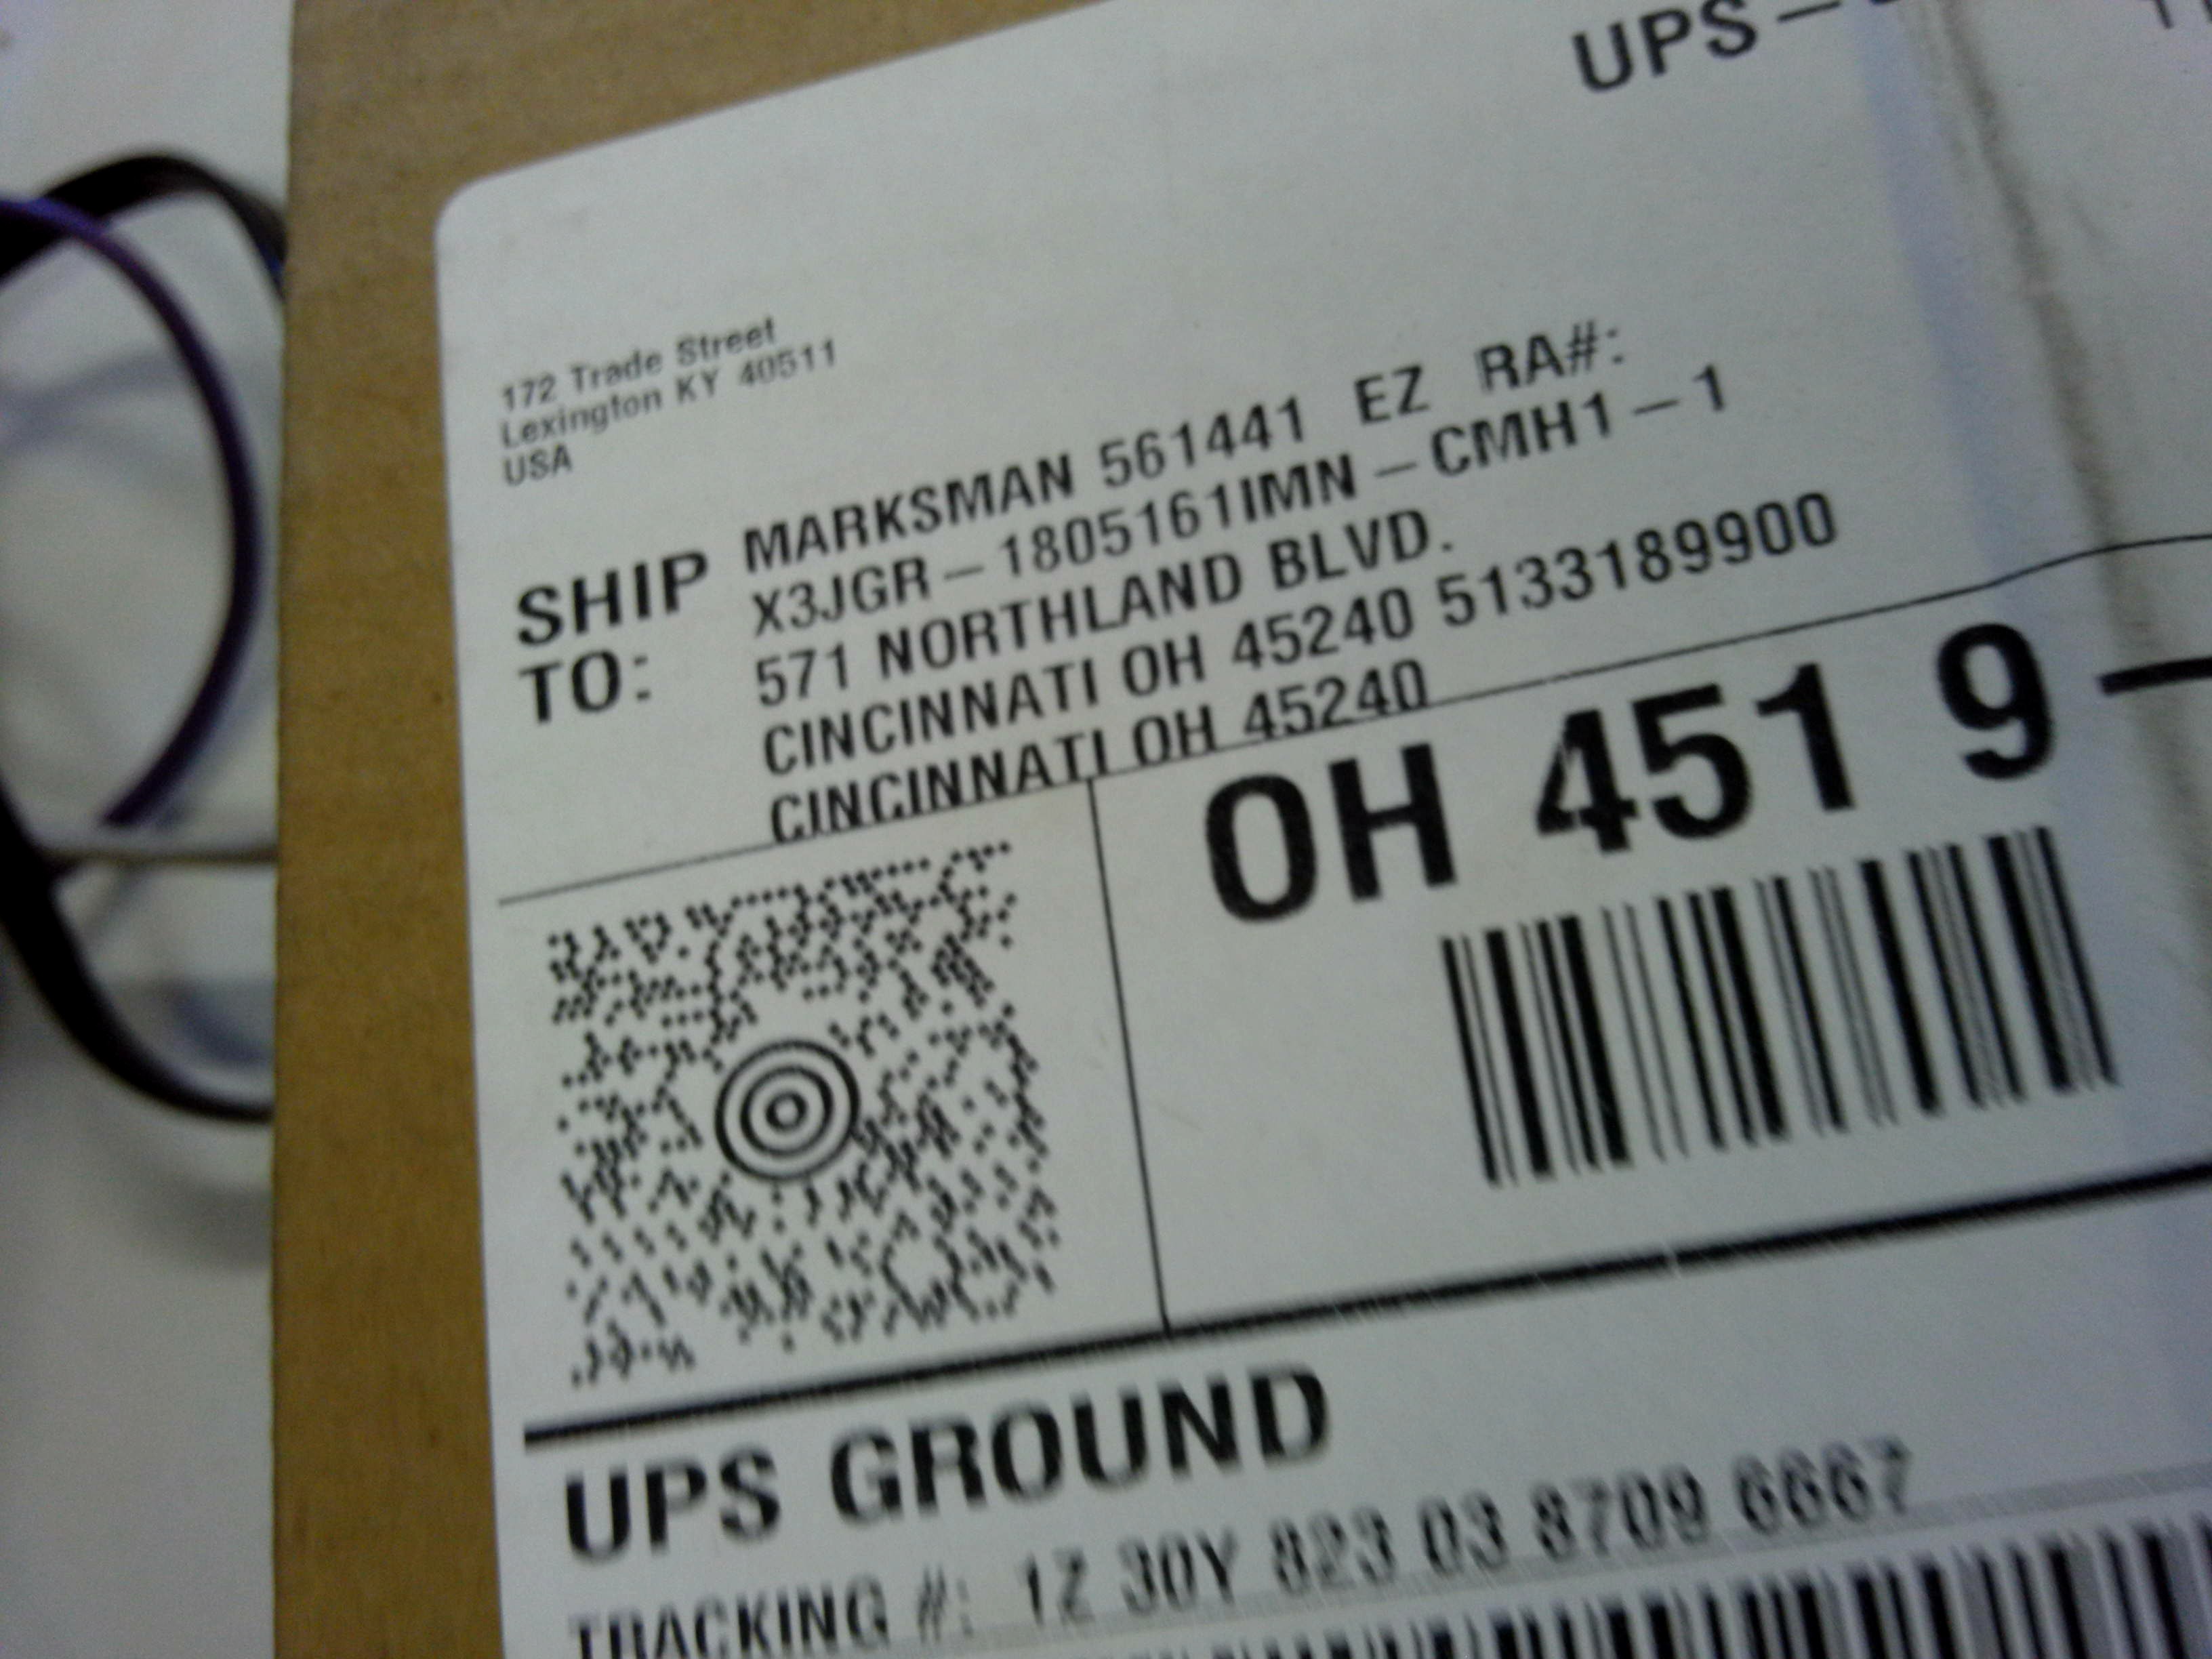 UPS -
172 Trade Street
Lexington KY 40511
USA
SHIP TO:
MARKSMAN 561441 EZ RA#:
X3JGR-1805161IMN-CMH1-1
571 NORTHLAND BLVD.
CINCINNATI OH 45240 5133189900
CINCINNATI OH 45240
OH 451 9-
UPS GROUND
TRACKING #: 1Z 30Y 823 03 8709 6667